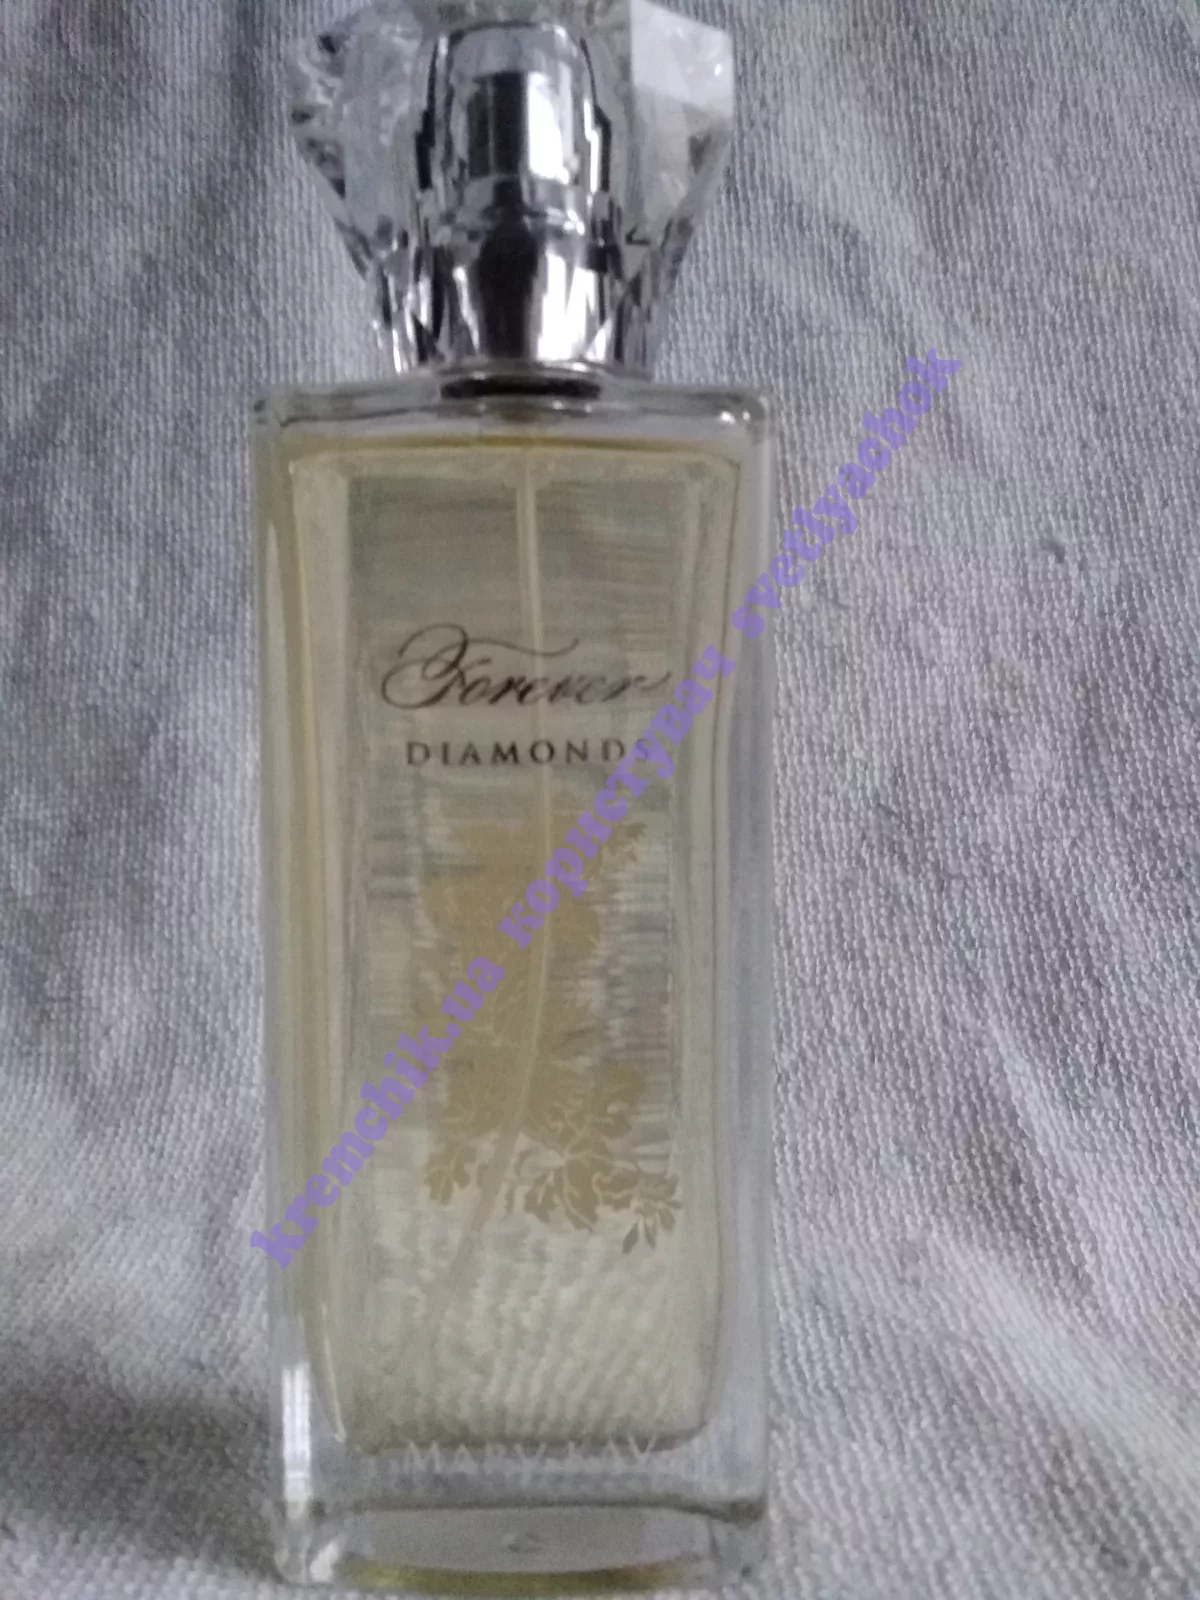 Forever
DIAMONDS
kremchik.ua користувач svetlyachok
MARY KAY